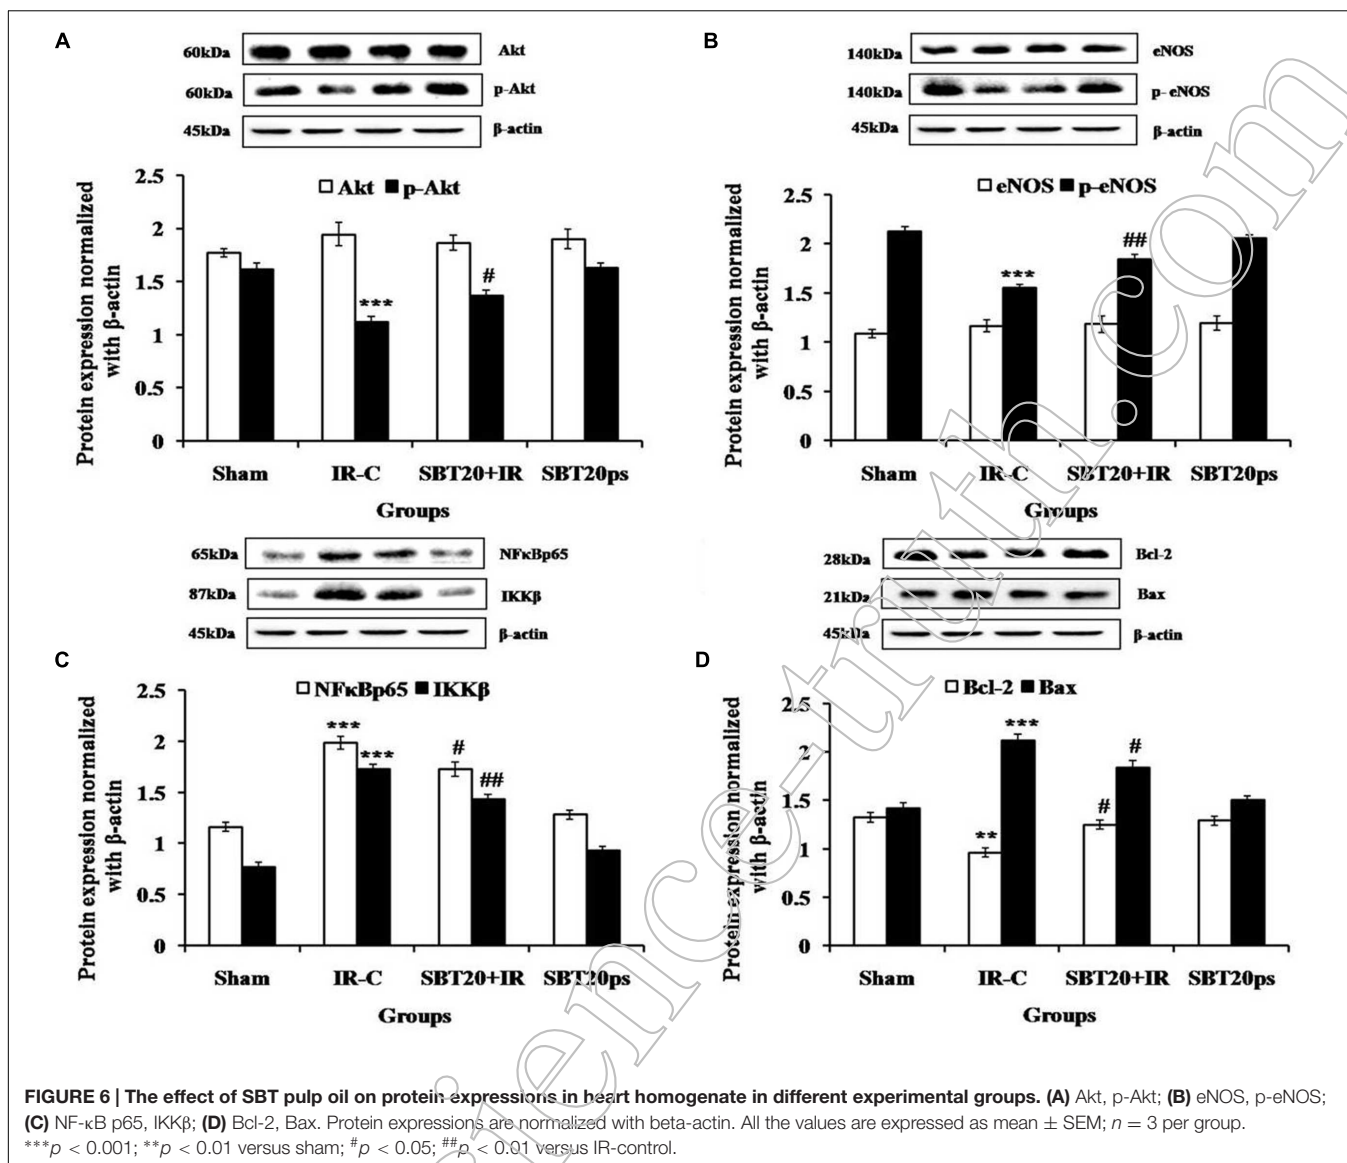 A
60kDa Akt
60kDa p-Akt
45kDa β-actin
Akt p-Akt
Protein expression normalized
with β-actin
2.5
2
1.5
1
0.5
0
***
#
Sham IR-C SBT20+IR SBT20ps
Groups
B
140kDa eNOS
140kDa p- eNOS
45kDa β-actin
eNOS p-eNOS
Protein expression normalized
with β-actin
2.5
2
1.5
1
0.5
0
***
##
Sham IR-C SBT20+IR SBT20ps
Groups
65kDa NFκBp65
87kDa IKKβ
45kDa β-actin
C
NFκBp65 IKKβ
Protein expression normalized
with β-actin
2.5
2
1.5
1
0.5
0
*** ***
# ##
Sham IR-C SBT20+IR SBT20ps
Groups
28kDa Bcl-2
21kDa Bax
45kDa β-actin
D
Bcl-2 Bax
Protein expression normalized
with β-actin
2.5
2
1.5
1
0.5
0
** ***
# #
Sham IR-C SBT20+IR SBT20ps
Groups
FIGURE 6 | The effect of SBT pulp oil on protein expressions in heart homogenate in different experimental groups. (A) Akt, p-Akt; (B) eNOS, p-eNOS;
(C) NF-κB p65, IKKβ; (D) Bcl-2, Bax. Protein expressions are normalized with beta-actin. All the values are expressed as mean ± SEM; n = 3 per group.
***p < 0.001; **p < 0.01 versus sham; #p < 0.05; ##p < 0.01 versus IR-control.
science-truth.com